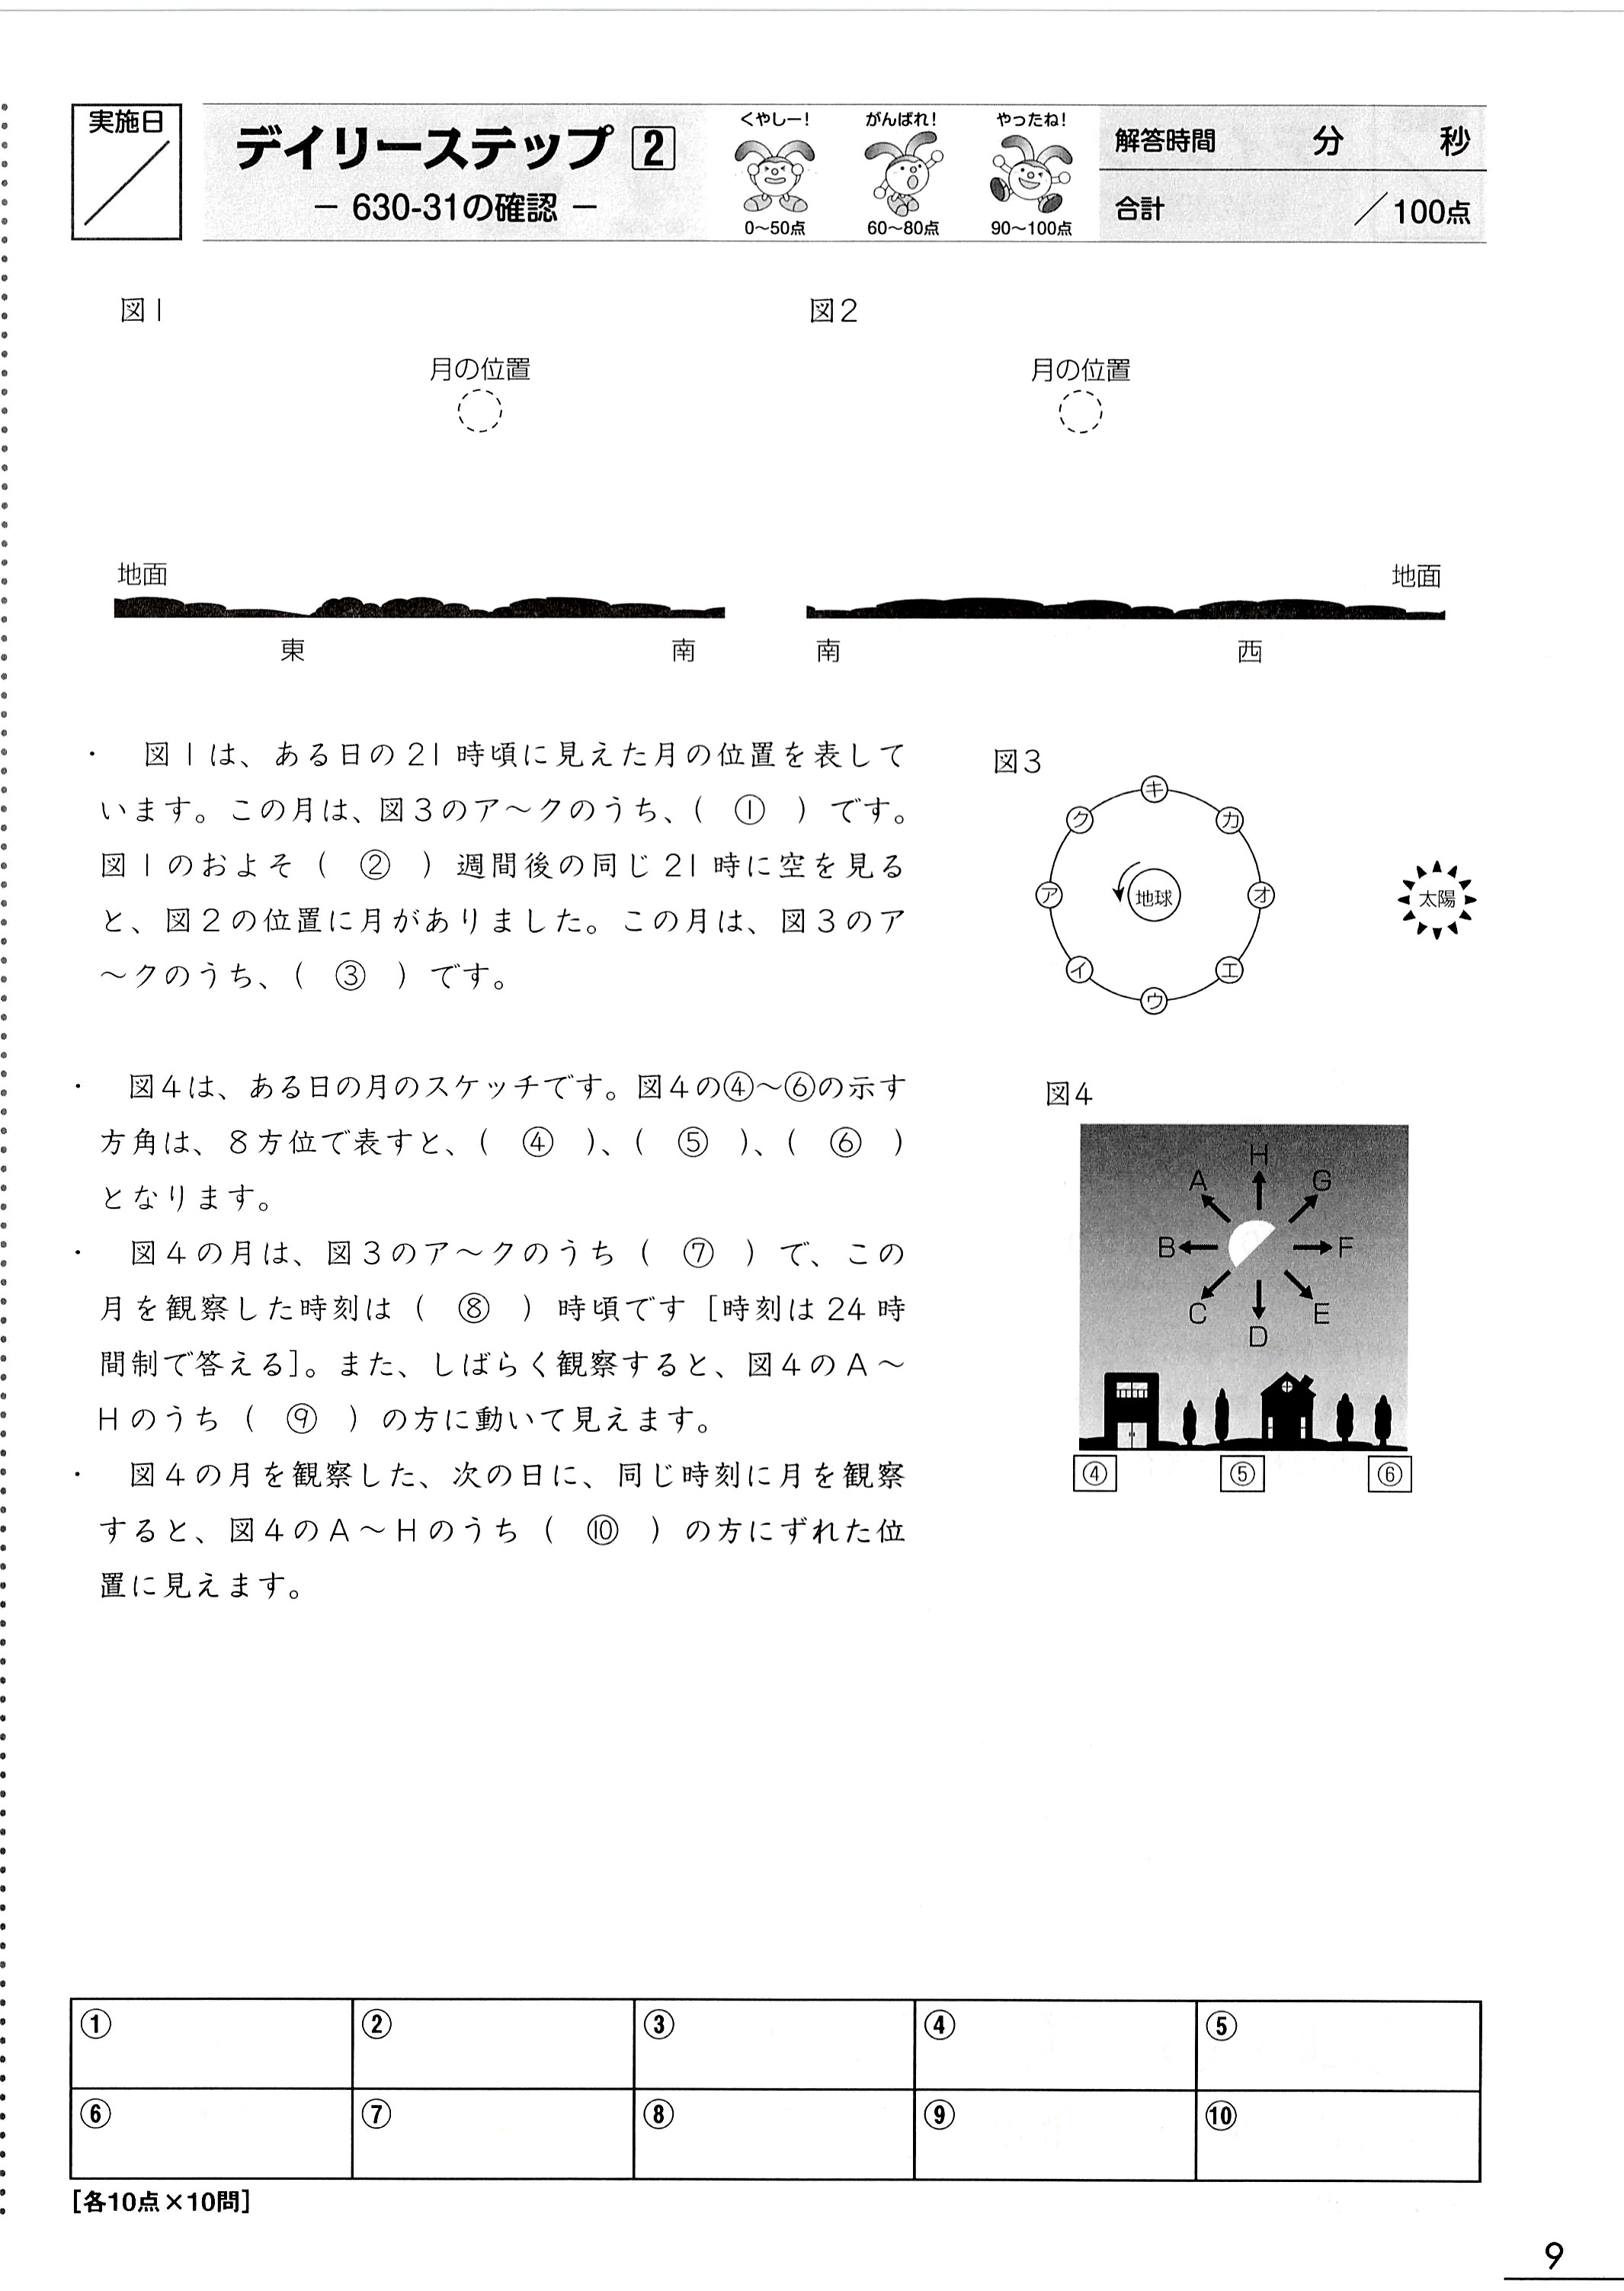 実施日
デイリーステップ 2
− 630-31の確認 −
くやしー!
0〜50点
がんばれ!
60〜80点
やったね!
90〜100点
解答時間 分 秒
合計 ／100点
図1
月の位置
地面
東 南
図2
月の位置
地面
南 西
・ 図1は、ある日の21時頃に見えた月の位置を表して
います。この月は、図3のア〜クのうち、( ① ) です。
図1のおよそ ( ② ) 週間後の同じ21時に空を見る
と、図2の位置に月がありました。この月は、図3のア
〜クのうち、( ③ ) です。
図3
キ
ク カ
ア 地球 オ 太陽
イ エ
ウ
・ 図4は、ある日の月のスケッチです。図4の④〜⑥の示す
方角は、8方位で表すと、( ④ )、( ⑤ )、( ⑥ )
となります。
・ 図4の月は、図3のア〜クのうち ( ⑦ ) で、この
月を観察した時刻は ( ⑧ ) 時頃です [時刻は24時
間制で答える]。また、しばらく観察すると、図4のA〜
Hのうち ( ⑨ ) の方に動いて見えます。
・ 図4の月を観察した、次の日に、同じ時刻に月を観察
すると、図4のA〜Hのうち ( ⑩ ) の方にずれた位
置に見えます。
図4
H
A G
B F
C E
D
④ ⑤ ⑥
① ② ③ ④ ⑤
⑥ ⑦ ⑧ ⑨ ⑩
[各10点×10問]
9